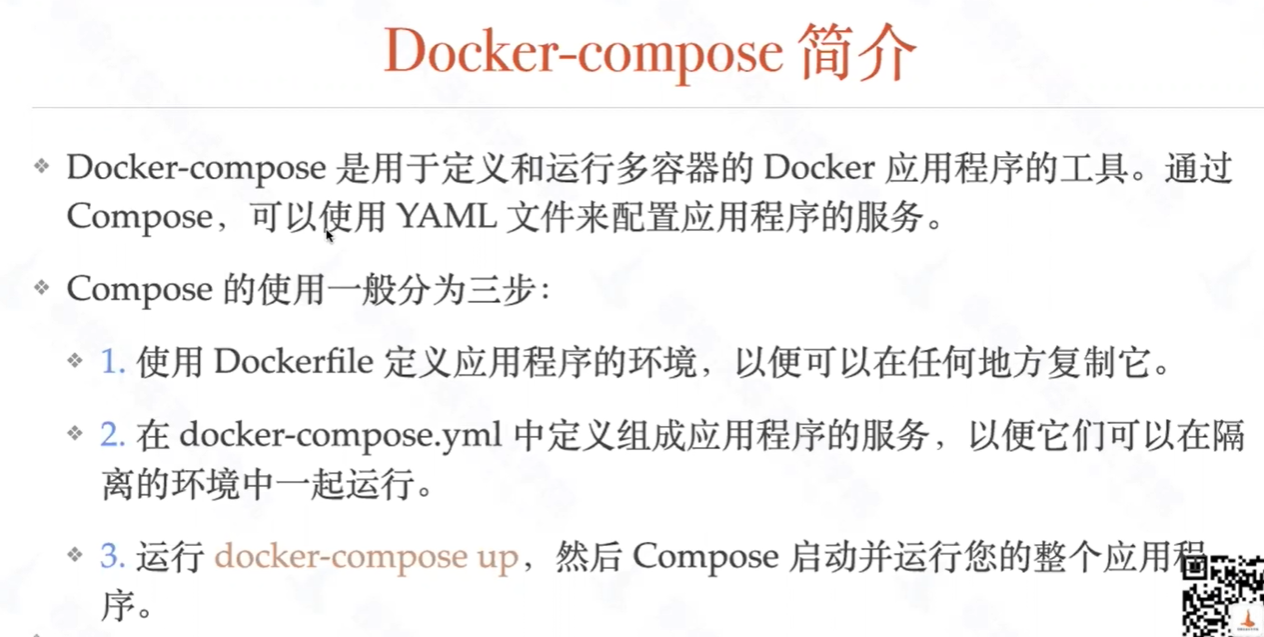 Docker-compose 简介
Docker-compose 是用于定义和运行多容器的 Docker 应用程序的工具。通过
Compose，可以使用 YAML 文件来配置应用程序的服务。
Compose 的使用一般分为三步：
1. 使用 Dockerfile 定义应用程序的环境，以便可以在任何地方复制它。
2. 在 docker-compose.yml 中定义组成应用程序的服务，以便它们可以在隔
离的环境中一起运行。
3. 运行 docker-compose up，然后 Compose 启动并运行您的整个应用程
序。